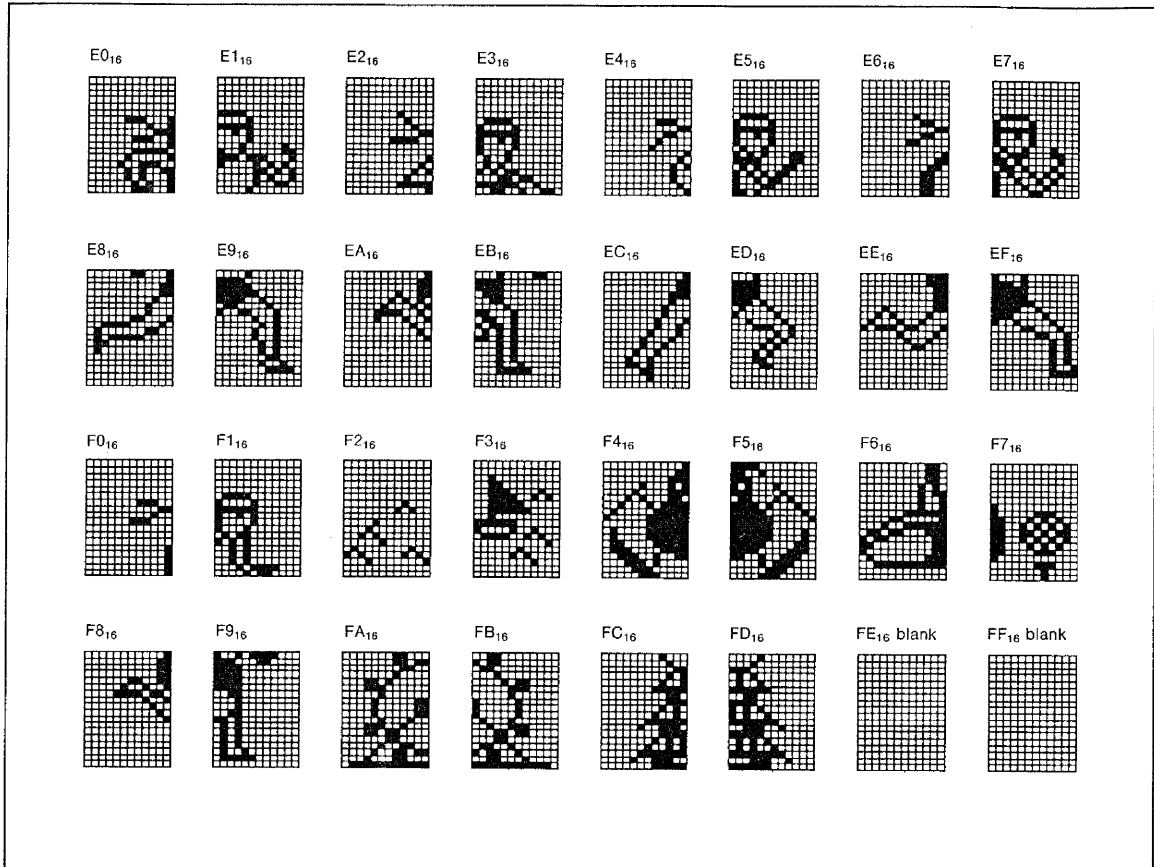 E0₁₆ E1₁₆ E2₁₆ E3₁₆ E4₁₆ E5₁₆ E6₁₆ E7₁₆
E8₁₆ E9₁₆ EA₁₆ EB₁₆ EC₁₆ ED₁₆ EE₁₆ EF₁₆
F0₁₆ F1₁₆ F2₁₆ F3₁₆ F4₁₆ F5₁₆ F6₁₆ F7₁₆
F8₁₆ F9₁₆ FA₁₆ FB₁₆ FC₁₆ FD₁₆ FE₁₆ blank FF₁₆ blank